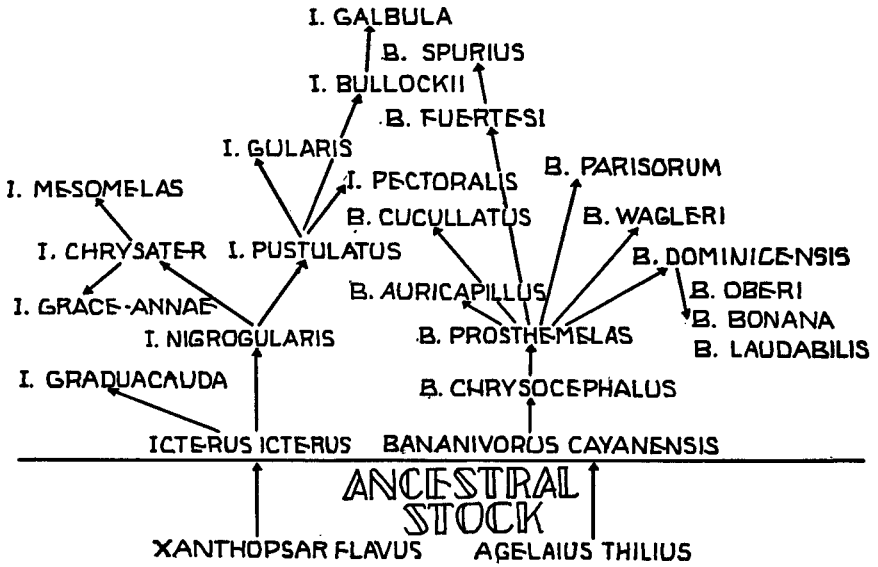 I. GALBULA
B. SPURIUS
I. BULLOCKII
B. FUERTESI
I. GULARIS
B. PARISORUM
I. MESOMELAS
I. PECTORALIS
B. CUCULLATUS
B. WAGLERI
I. CHRYSATER
I. PUSTULATUS
B. DOMINICENSIS
B. AURICAPILLUS
B. OBERI
I. GRACE-ANNAE
B. BONANA
I. NIGROGULARIS
B. PROSTHEMELAS
B. LAUDABILIS
I. GRADUACAUDA
B. CHRYSOCEPHALUS
ICTERUS ICTERUS
BANANIVORUS CAYANENSIS
ANCESTRAL
STOCK
XANTHOPSAR FLAVUS
AGELAIUS THILIUS